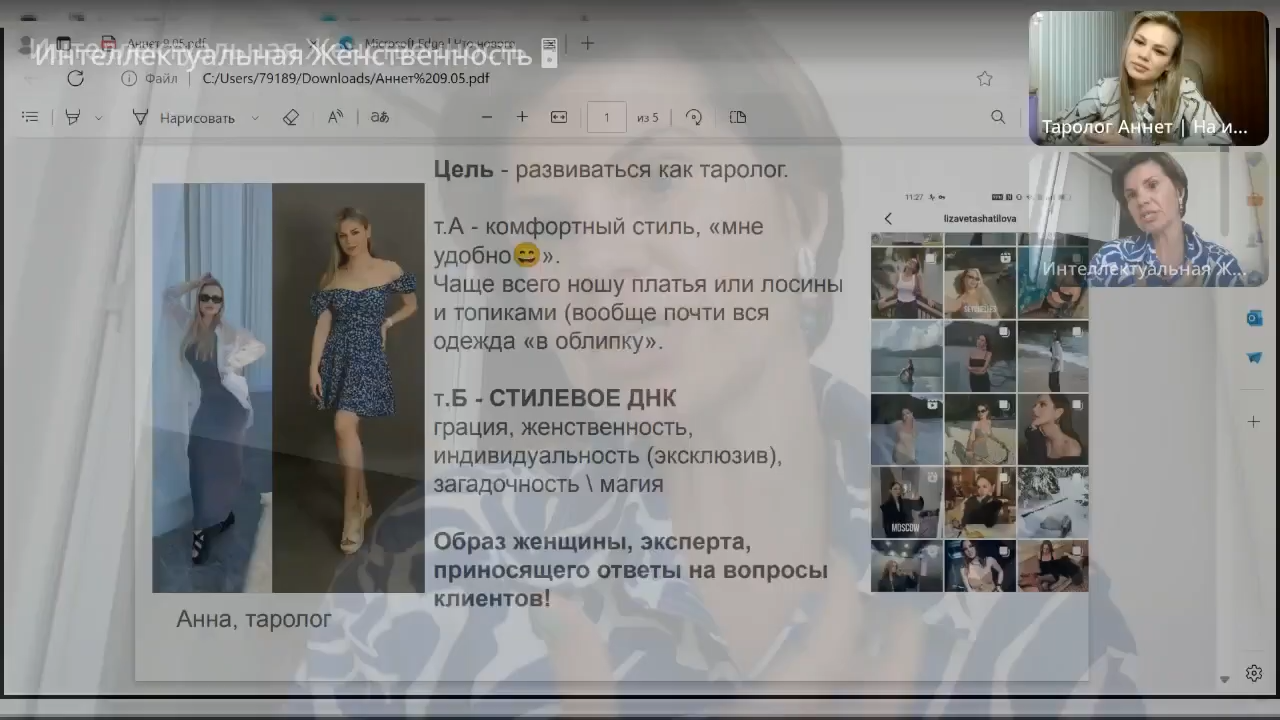 Аннет 9.05.pdf
Microsoft Edge | Что нового
Интеллектуальная Женственность
Файл
C:/Users/79189/Downloads/Аннет%209.05.pdf
Нарисовать
1
из 5
Таролог Аннет | На и...
Интеллектуальная Ж...
Цель - развиваться как таролог.
т.А - комфортный стиль, «мне
удобно😄».
Чаще всего ношу платья или лосины
и топиками (вообще почти вся
одежда «в облипку».
т.Б - СТИЛЕВОЕ ДНК
грация, женственность,
индивидуальность (эксклюзив),
загадочность \ магия
Образ женщины, эксперта,
приносящего ответы на вопросы
клиентов!
Анна, таролог
11:27
lizavetashatilova
SEYCHELLES
MOSCOW